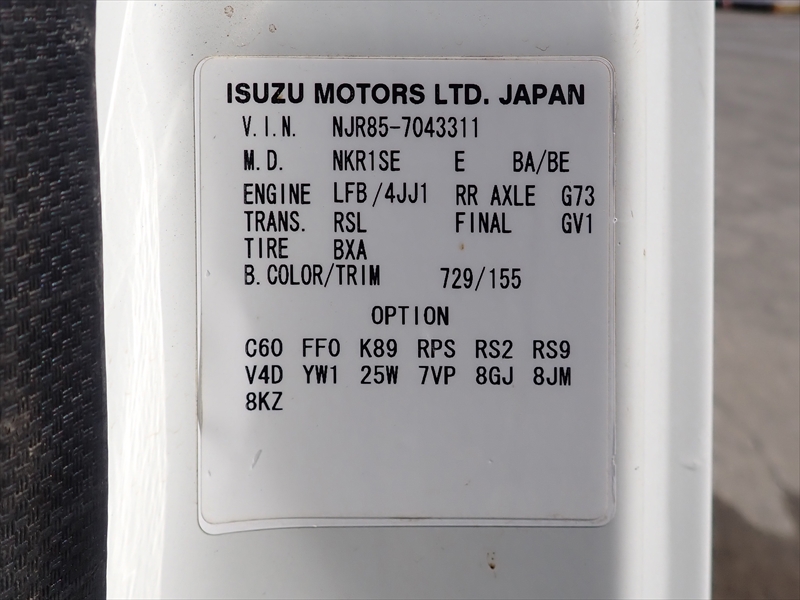 ISUZU MOTORS LTD. JAPAN
V.I.N. NJR85-7043311
M.D. NKR1SE E BA/BE
ENGINE LFB/4JJ1 RR AXLE G73
TRANS. RSL FINAL GV1
TIRE BXA
B.COLOR/TRIM 729/155
OPTION
C60 FF0 K89 RPS RS2 RS9
V4D YW1 25W 7VP 8GJ 8JM
8KZ